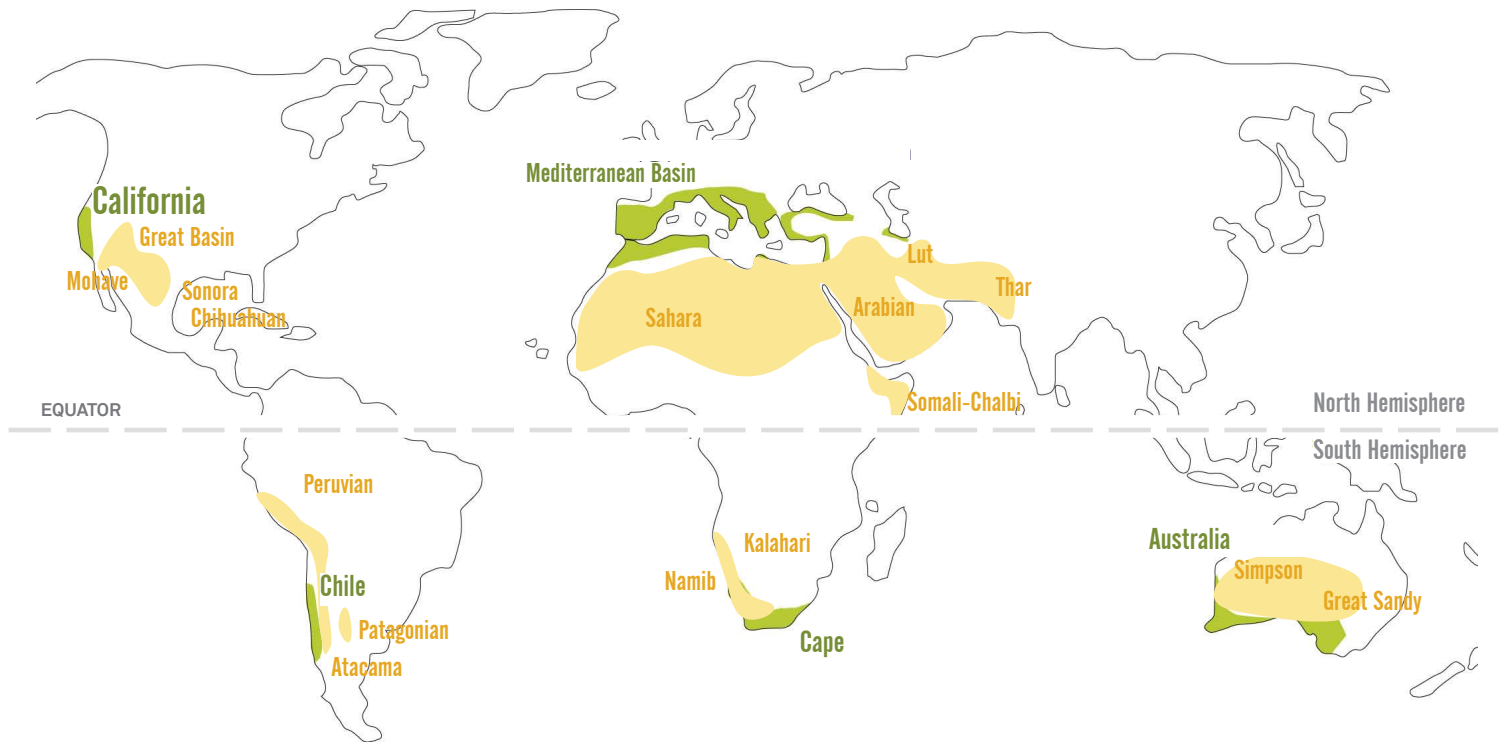 Mediterranean Basin
California
Great Basin
Mohave
Sonora
Chihuahuan
Lut
Thar
Arabian
Sahara
Somali-Chalbi
EQUATOR
North Hemisphere
South Hemisphere
Peruvian
Kalahari
Namib
Australia
Simpson
Great Sandy
Chile
Patagonian
Atacama
Cape